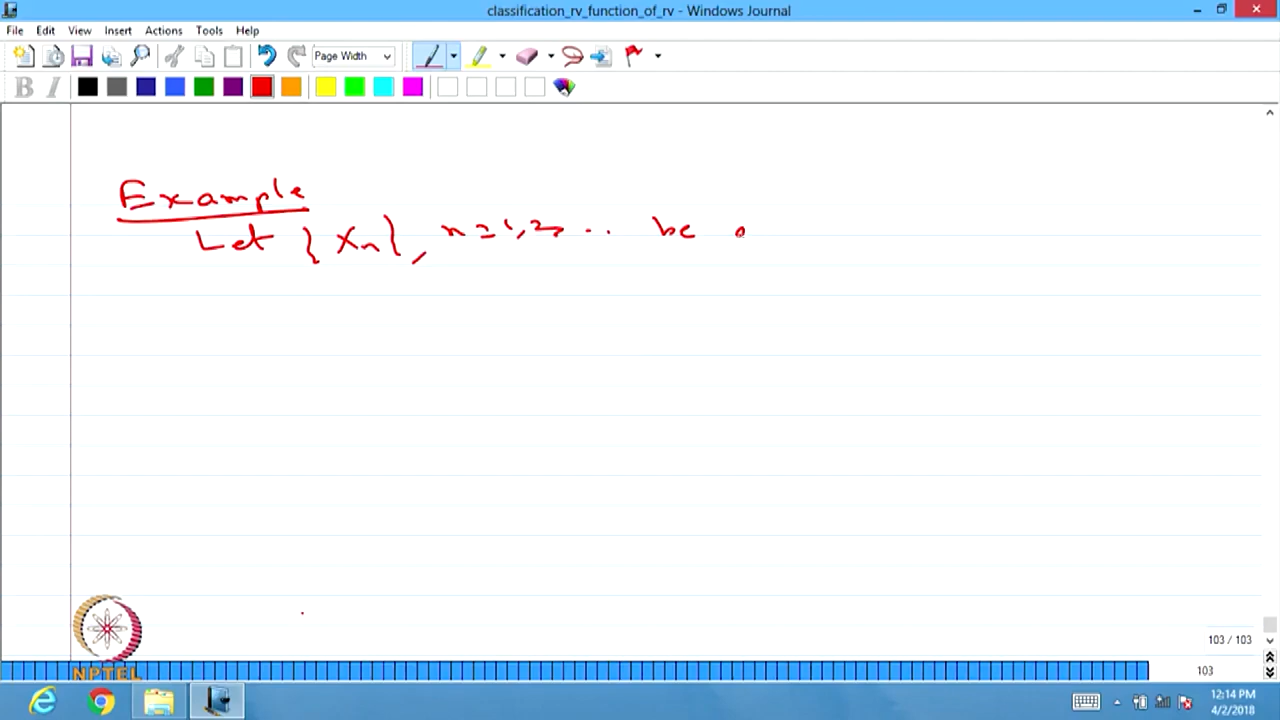 classification_rv_function_of_rv - Windows Journal
File Edit View Insert Actions Tools Help
Page Width
B I
Example
Let {Xn}, n=1,2, .. be a
103 / 103
NPTEL
103
12:14 PM
4/2/2018